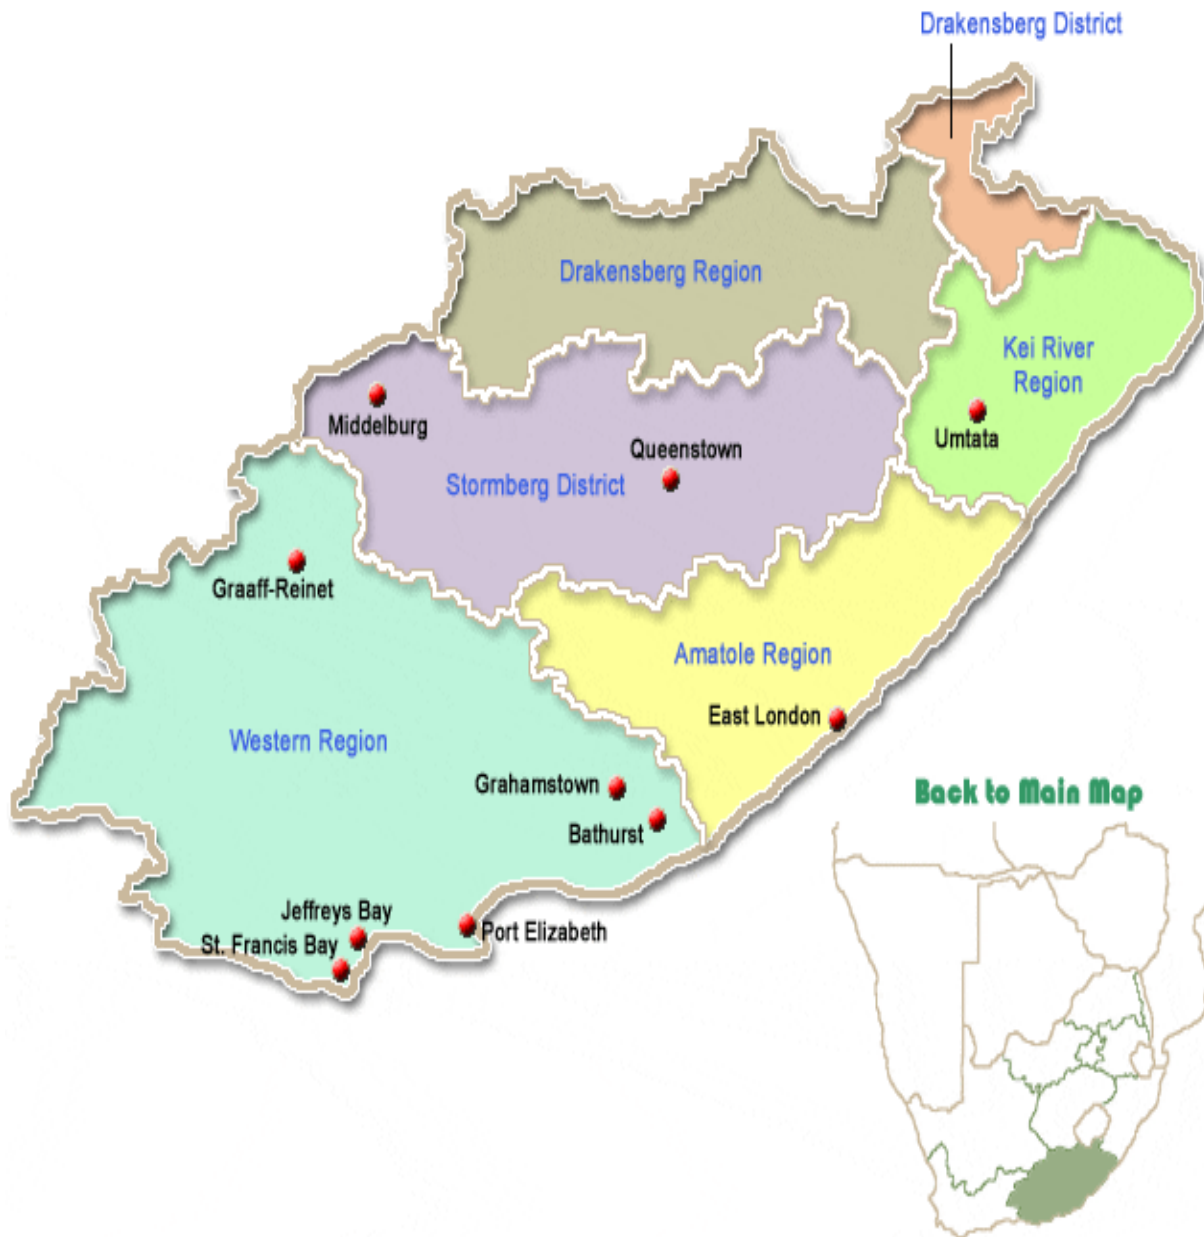 Drakensberg District
Drakensberg Region
Kei River
Region
Middelburg
Umtata
Queenstown
Stormberg District
Graaff-Reinet
Amatole Region
East London
Western Region
Grahamstown
Back to Main Map
Bathurst
Jeffreys Bay
Port Elizabeth
St. Francis Bay